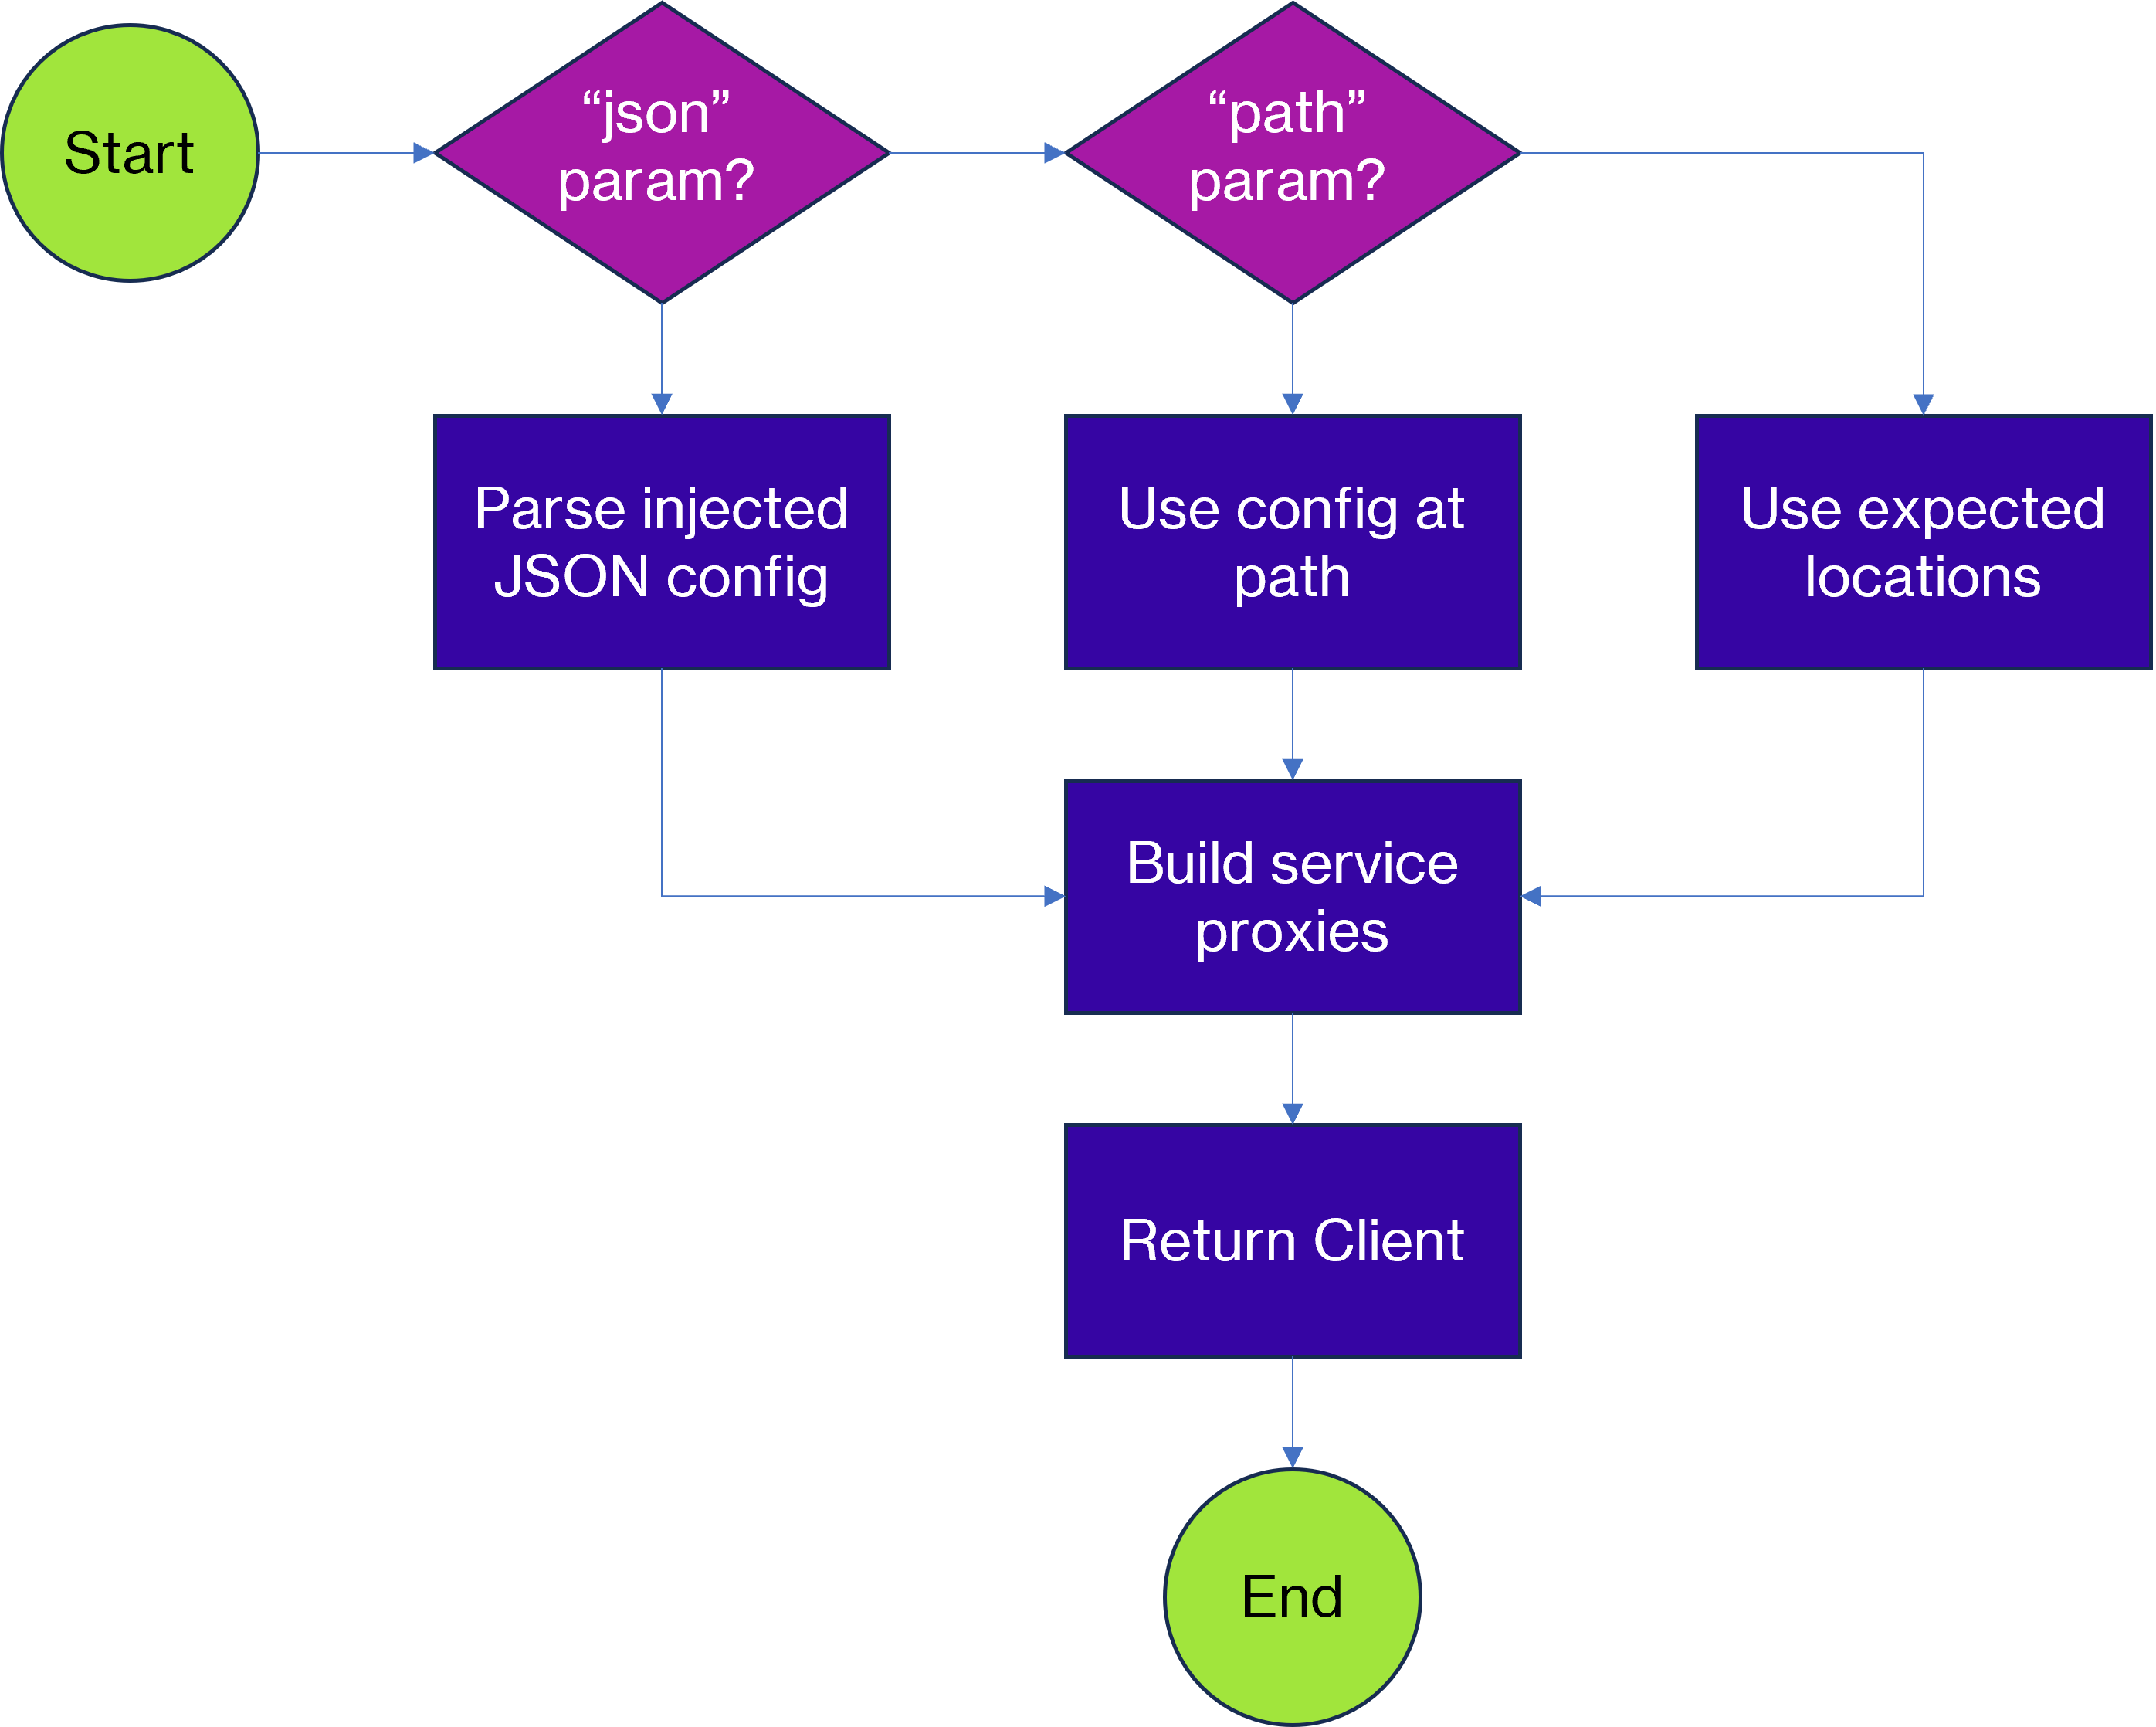 Start
“json”
param?
“path”
param?
Parse injected
JSON config
Use config at
path
Use expected
locations
Build service
proxies
Return Client
End